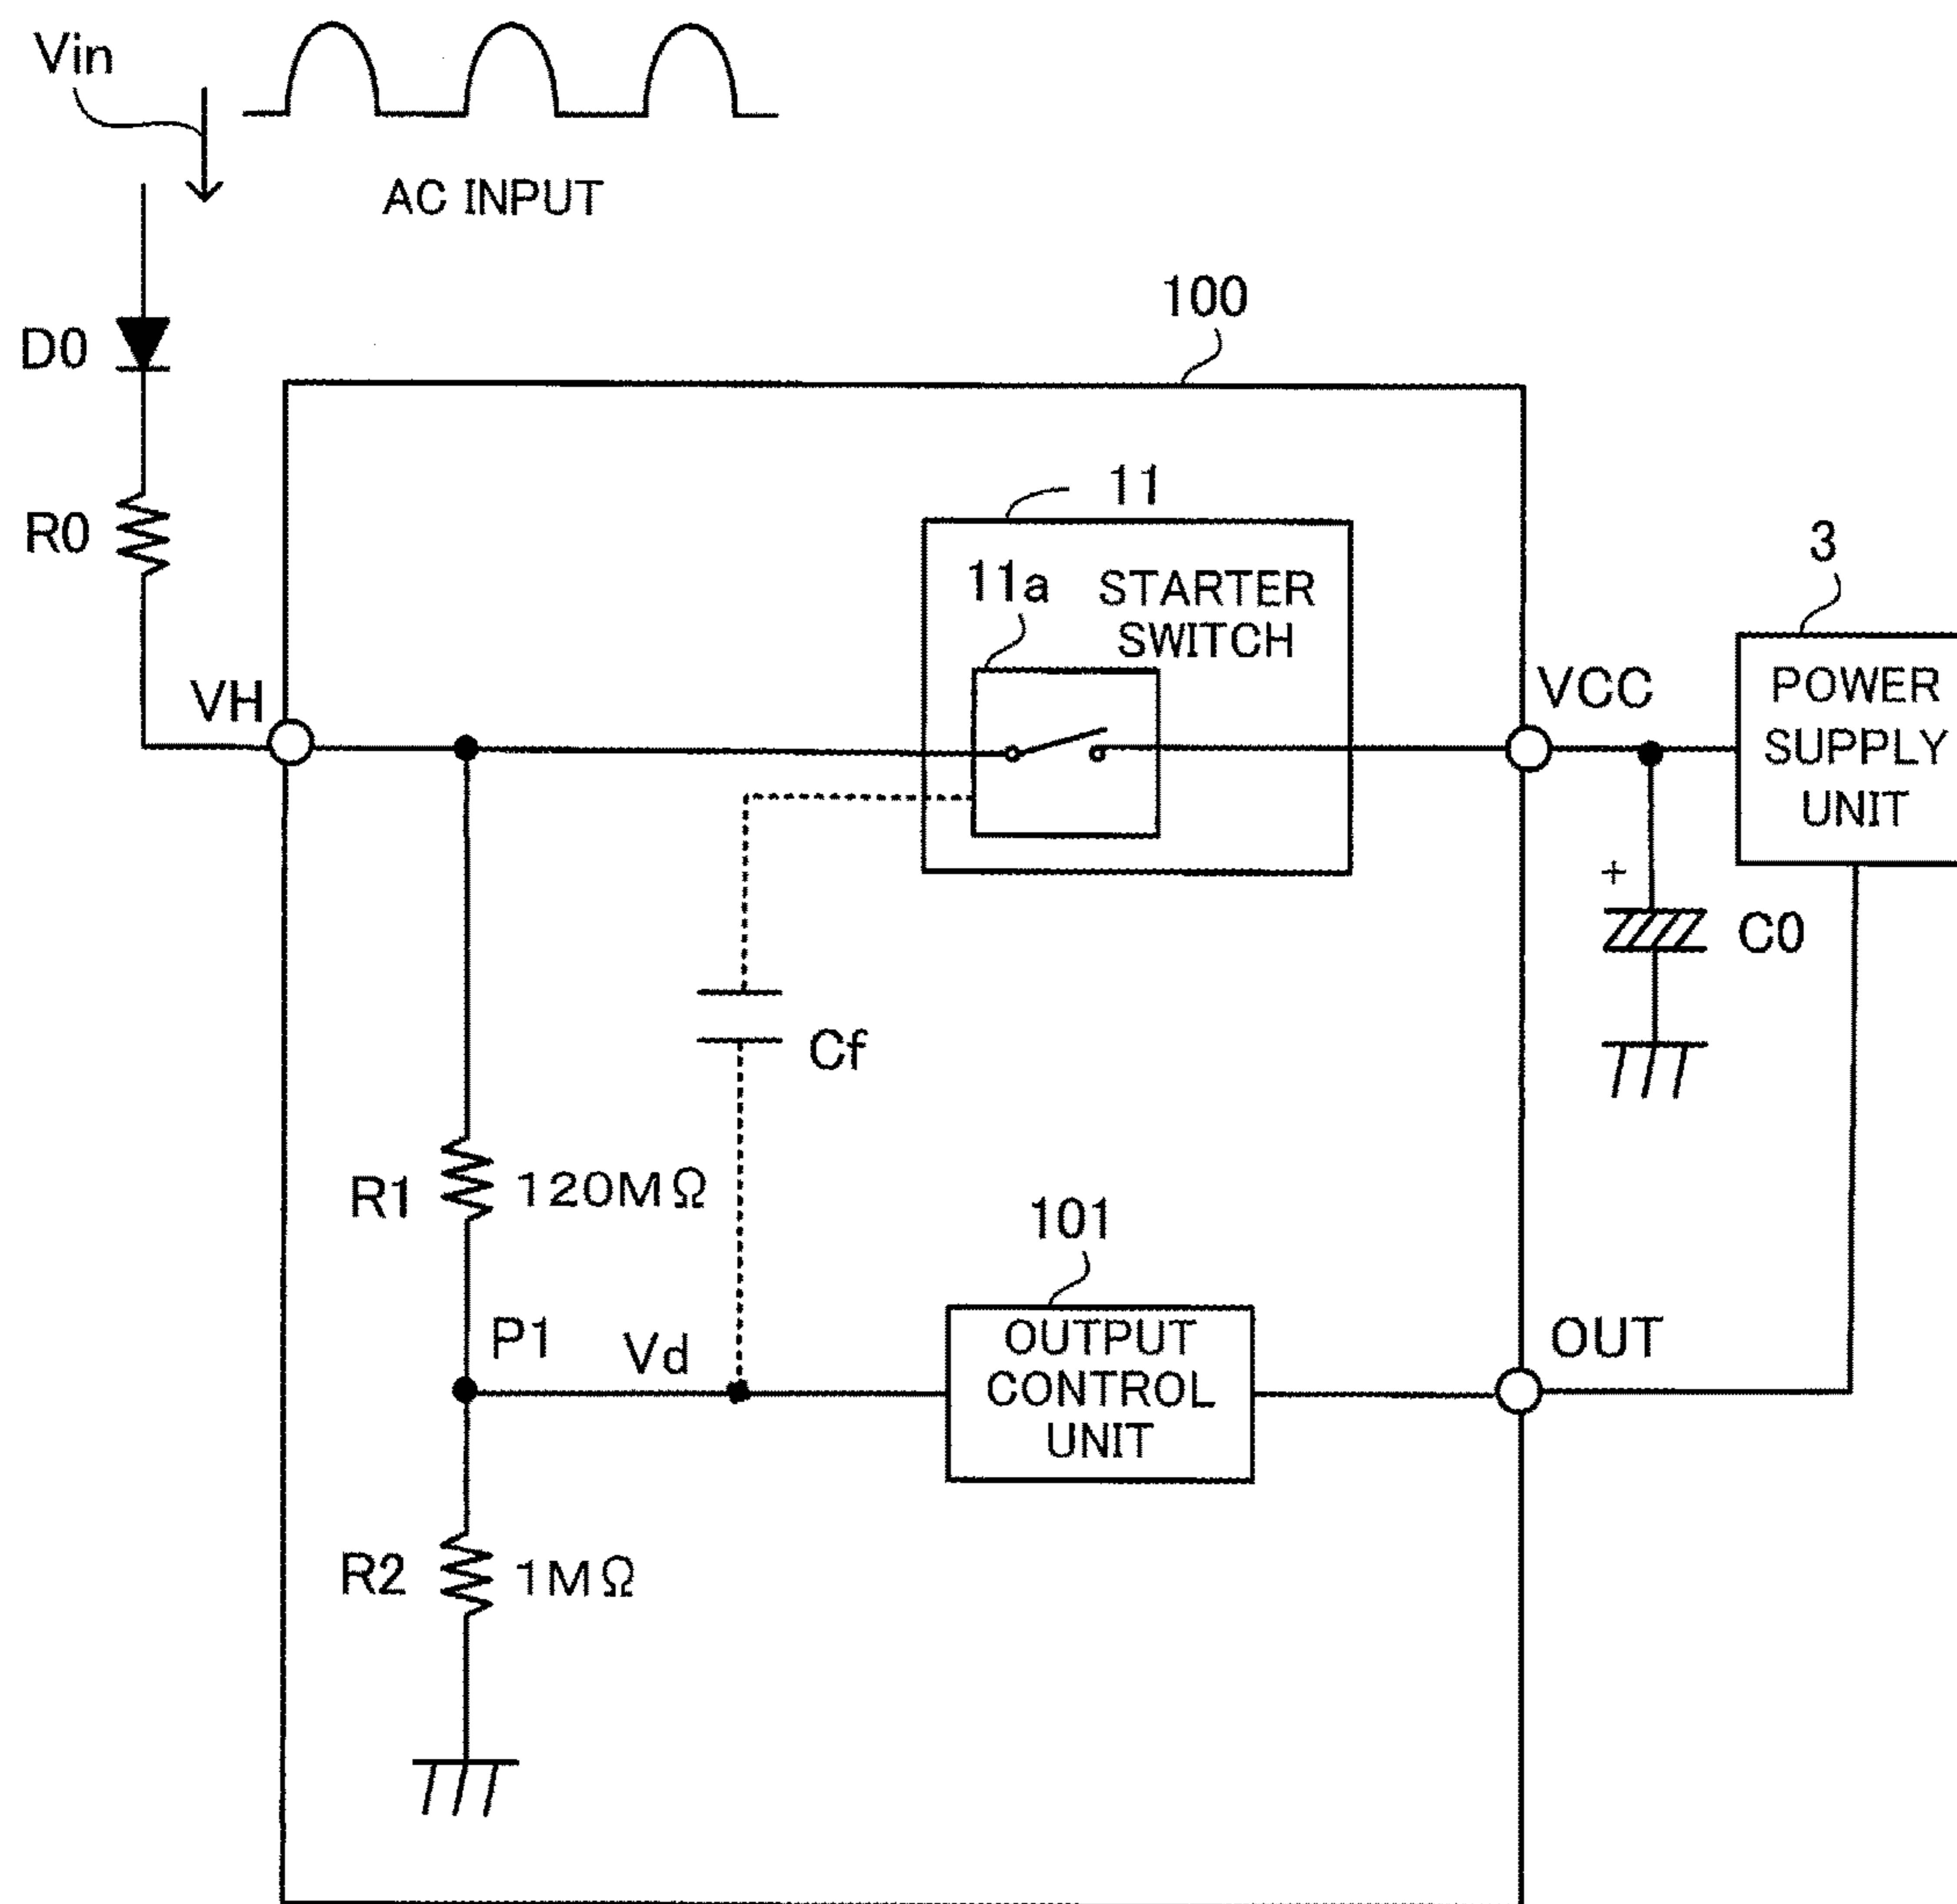 Vin
AC INPUT
D0
100
R0
11
11a
STARTER
SWITCH
3
VH
VCC
POWER
SUPPLY
UNIT
+
C0
Cf
R1
120MΩ
101
P1
Vd
OUTPUT
CONTROL
UNIT
OUT
R2
1MΩ